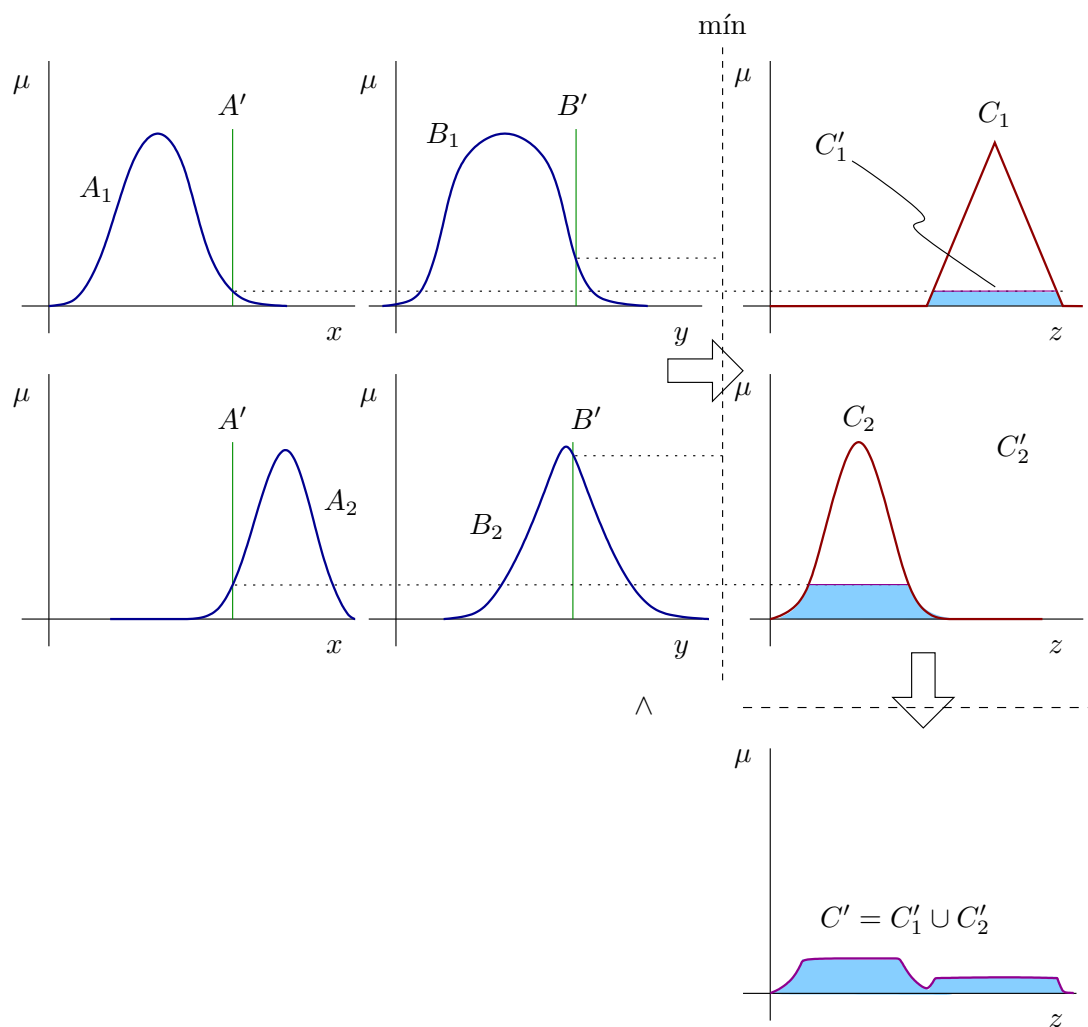 mín
μ A′ μ B′ μ C₁
A₁ B₁ C′₁
x y z
μ A′ μ B′ μ C₂ C′₂
A₂ B₂
x y z
∧
μ
C′ = C′₁ ∪ C′₂
z